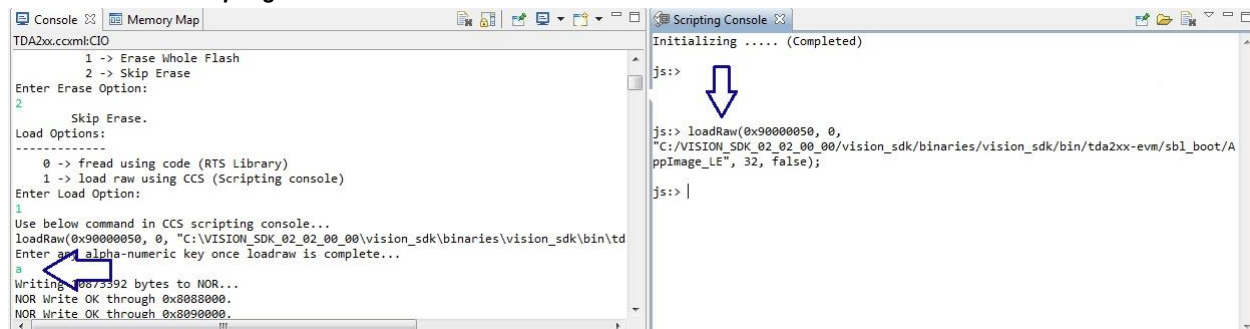 Console
Memory Map
TDA2xx.ccxml:CIO
1 -> Erase Whole Flash
2 -> Skip Erase
Enter Erase Option:
2
Skip Erase.
Load Options:
-------------
0 -> fread using code (RTS Library)
1 -> load raw using CCS (Scripting console)
Enter Load Option:
1
Use below command in CCS scripting console...
loadRaw(0x90000050, 0, "C:\VISION_SDK_02_02_00_00\vision_sdk\binaries\vision_sdk\bin\td
Enter any alpha-numeric key once loadraw is complete...
a
Writing 10873392 bytes to NOR...
NOR Write OK through 0x8088000.
NOR Write OK through 0x8090000.
Scripting Console
Initializing ..... (Completed)
js:>
js:> loadRaw(0x90000050, 0,
"C:/VISION_SDK_02_02_00_00/vision_sdk/binaries/vision_sdk/bin/tda2xx-evm/sbl_boot/A
ppImage_LE", 32, false);
js:>